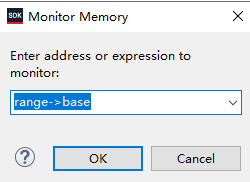 SDK Monitor Memory
Enter address or expression to
monitor:
range->base
? OK Cancel